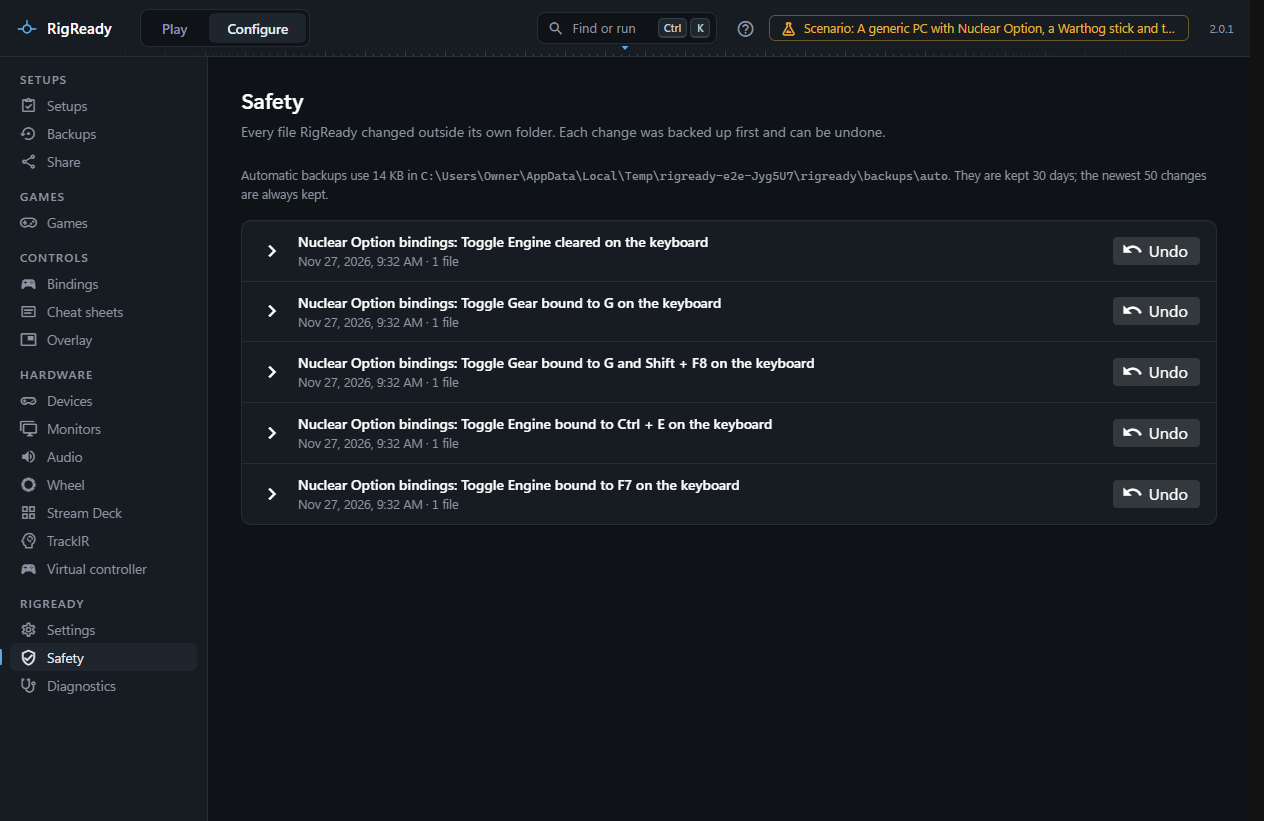 RigReady
Play
Configure
Find or run
Ctrl
K
Scenario: A generic PC with Nuclear Option, a Warthog stick and t...
2.0.1
SETUPS
Setups
Backups
Share
GAMES
Games
CONTROLS
Bindings
Cheat sheets
Overlay
HARDWARE
Devices
Monitors
Audio
Wheel
Stream Deck
TrackIR
Virtual controller
RIGREADY
Settings
Safety
Diagnostics
Safety
Every file RigReady changed outside its own folder. Each change was backed up first and can be undone.
Automatic backups use 14 KB in C:\Users\Owner\AppData\Local\Temp\rigready-e2e-Jyg5U7\rigready\backups\auto. They are kept 30 days; the newest 50 changes
are always kept.
Nuclear Option bindings: Toggle Engine cleared on the keyboard
Nov 27, 2026, 9:32 AM · 1 file
Undo
Nuclear Option bindings: Toggle Gear bound to G on the keyboard
Nov 27, 2026, 9:32 AM · 1 file
Undo
Nuclear Option bindings: Toggle Gear bound to G and Shift + F8 on the keyboard
Nov 27, 2026, 9:32 AM · 1 file
Undo
Nuclear Option bindings: Toggle Engine bound to Ctrl + E on the keyboard
Nov 27, 2026, 9:32 AM · 1 file
Undo
Nuclear Option bindings: Toggle Engine bound to F7 on the keyboard
Nov 27, 2026, 9:32 AM · 1 file
Undo